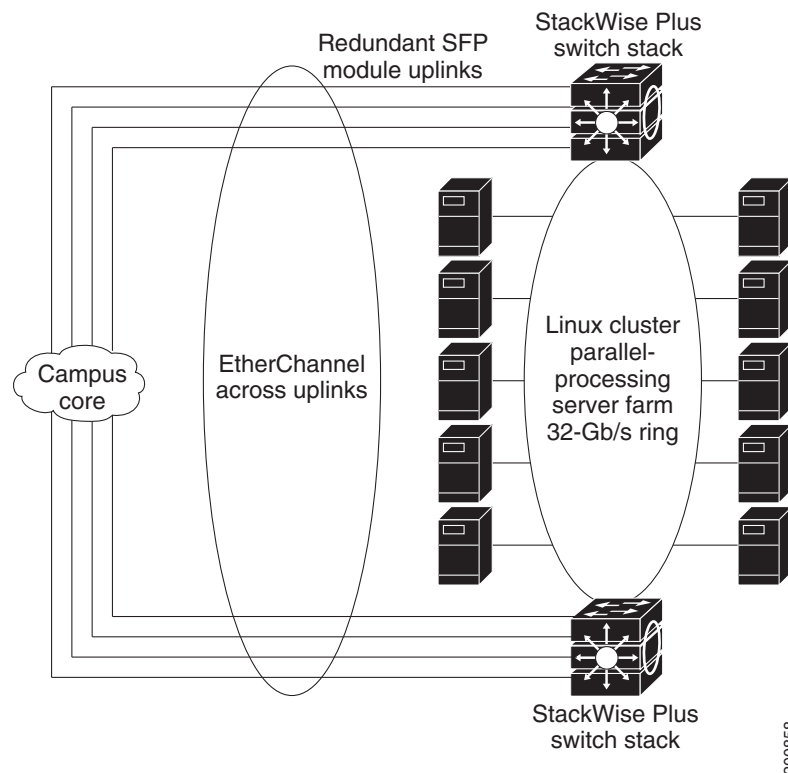 StackWise Plus
switch stack
Redundant SFP
module uplinks
Campus
core
EtherChannel
across uplinks
Linux cluster
parallel-
processing
server farm
32-Gb/s ring
StackWise Plus
switch stack